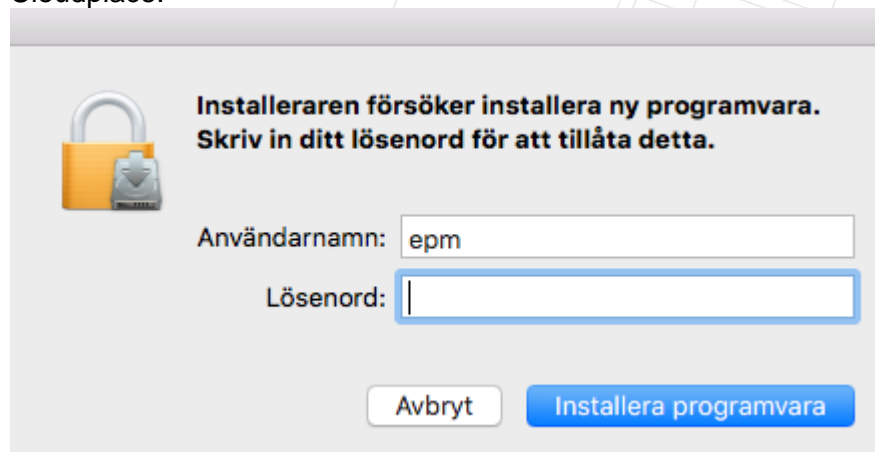 Installeraren försöker installera ny programvara.
Skriv in ditt lösenord för att tillåta detta.
Användarnamn: epm
Lösenord:
Avbryt Installera programvara